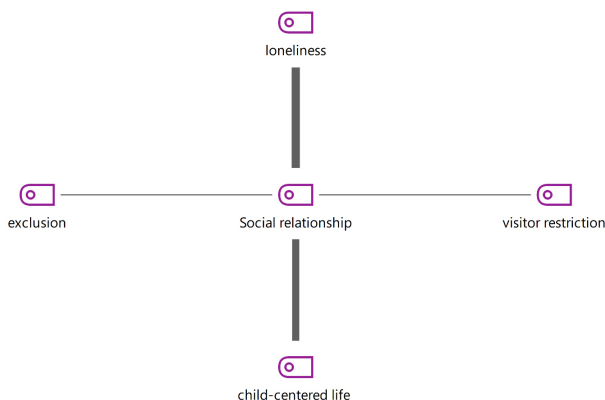 loneliness
exclusion
Social relationship
visitor restriction
child-centered life